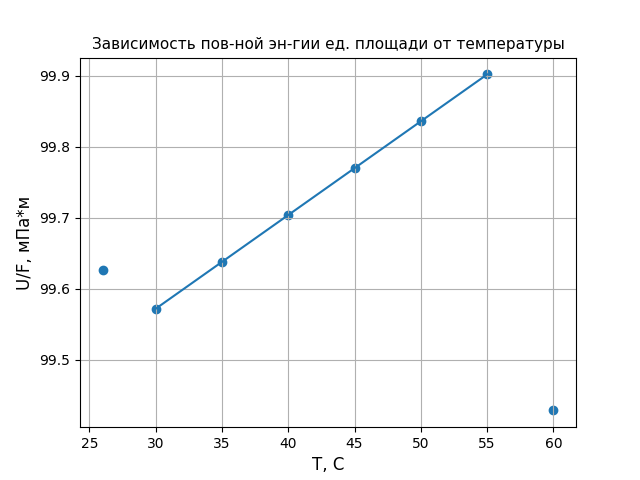 Зависимость пов-ной эн-гии ед. площади от температуры
U/F, мПа*м
99.9
99.8
99.7
99.6
99.5
25 30 35 40 45 50 55 60
T, C